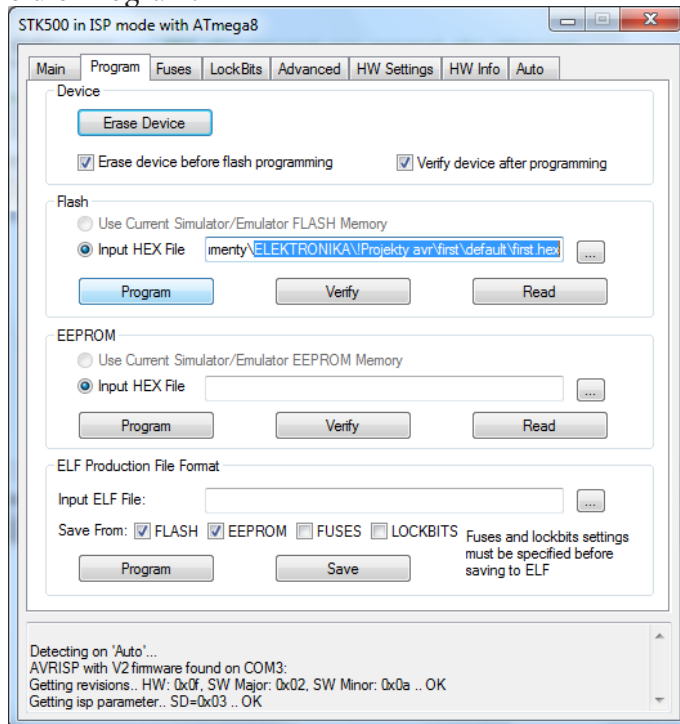 STK500 in ISP mode with ATmega8
Main Program Fuses LockBits Advanced HW Settings HW Info Auto
Device
Erase Device
Erase device before flash programming Verify device after programming
Flash
Use Current Simulator/Emulator FLASH Memory
Input HEX File imenty\ELEKTRONIKA\!Projekty avr\first\default\first.hex ...
Program Verify Read
EEPROM
Use Current Simulator/Emulator EEPROM Memory
Input HEX File ...
Program Verify Read
ELF Production File Format
Input ELF File: ...
Save From: FLASH EEPROM FUSES LOCKBITS Fuses and lockbits settings
must be specified before
Program Save saving to ELF
Detecting on 'Auto'...
AVRISP with V2 firmware found on COM3:
Getting revisions.. HW: 0x0f, SW Major: 0x02, SW Minor: 0x0a .. OK
Getting isp parameter.. SD=0x03 .. OK